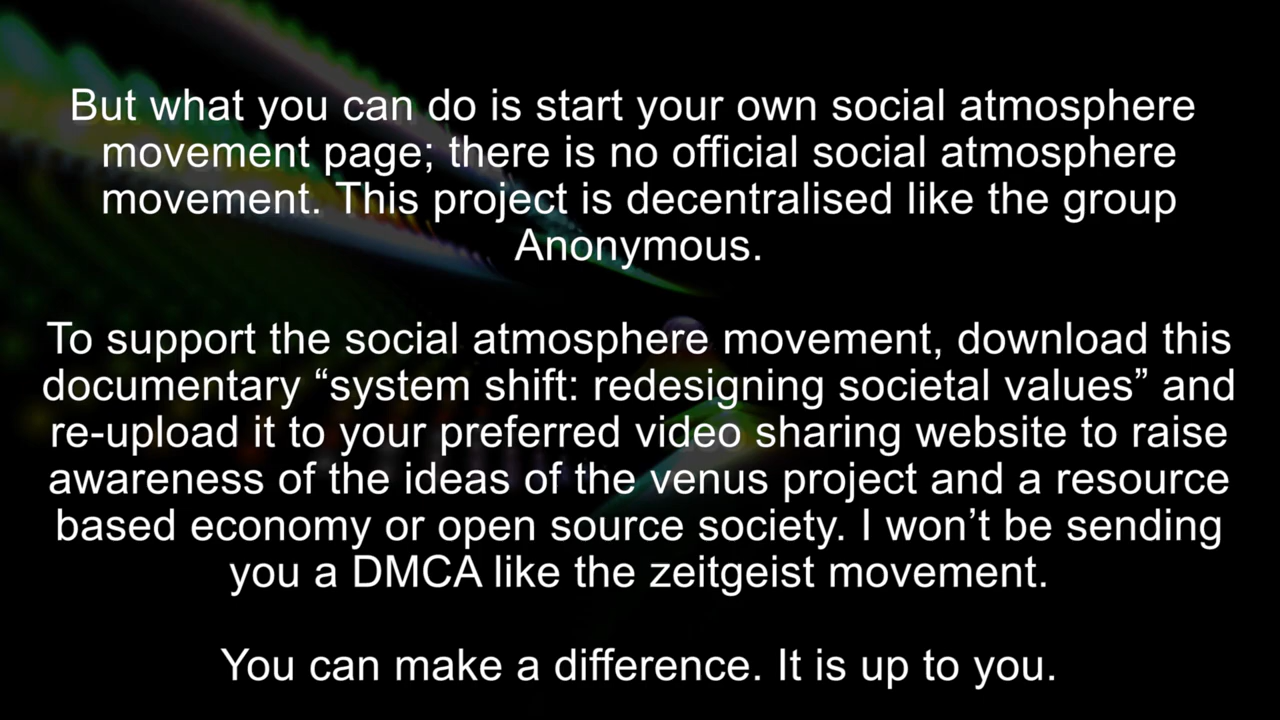 But what you can do is start your own social atmosphere
movement page; there is no official social atmosphere
movement. This project is decentralised like the group
Anonymous.
To support the social atmosphere movement, download this
documentary “system shift: redesigning societal values” and
re-upload it to your preferred video sharing website to raise
awareness of the ideas of the venus project and a resource
based economy or open source society. I won’t be sending
you a DMCA like the zeitgeist movement.
You can make a difference. It is up to you.